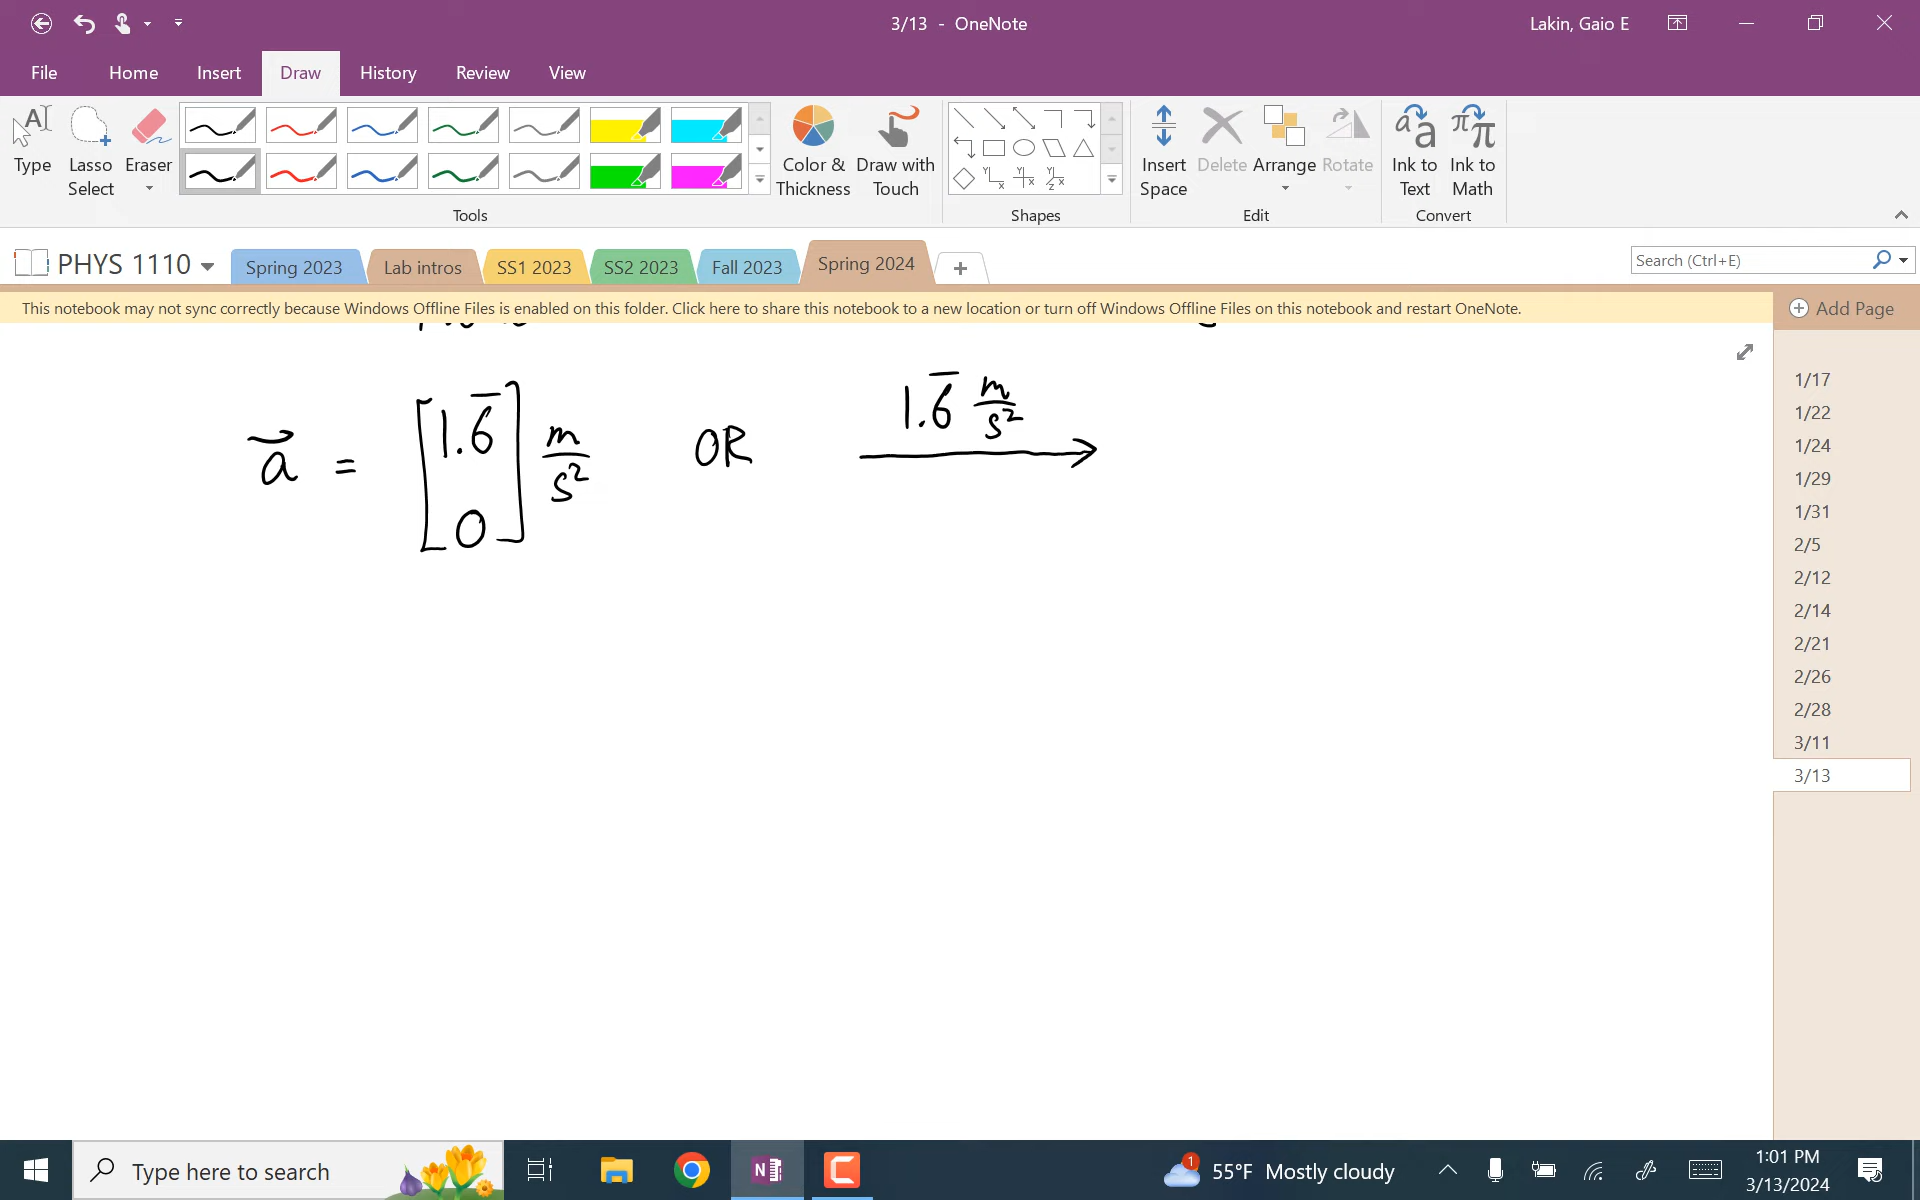 3/13 - OneNote
Lakin, Gaio E
File Home Insert Draw History Review View
Type
Lasso Select
Eraser
Color & Thickness
Draw with Touch
Insert Space
Delete
Arrange
Rotate
Ink to Text
Ink to Math
Tools
Shapes
Edit
Convert
PHYS 1110
Spring 2023
Lab intros
SS1 2023
SS2 2023
Fall 2023
Spring 2024
Search (Ctrl+E)
This notebook may not sync correctly because Windows Offline Files is enabled on this folder. Click here to share this notebook to a new location or turn off Windows Offline Files on this notebook and restart OneNote.
Add Page
1/17
1/22
1/24
1/29
1/31
2/5
2/12
2/14
2/21
2/26
2/28
3/11
3/13
a⃗ = [1.6̅ 0] m/s² OR 1.6̅ m/s²
Type here to search
1
55°F Mostly cloudy
1:01 PM
3/13/2024